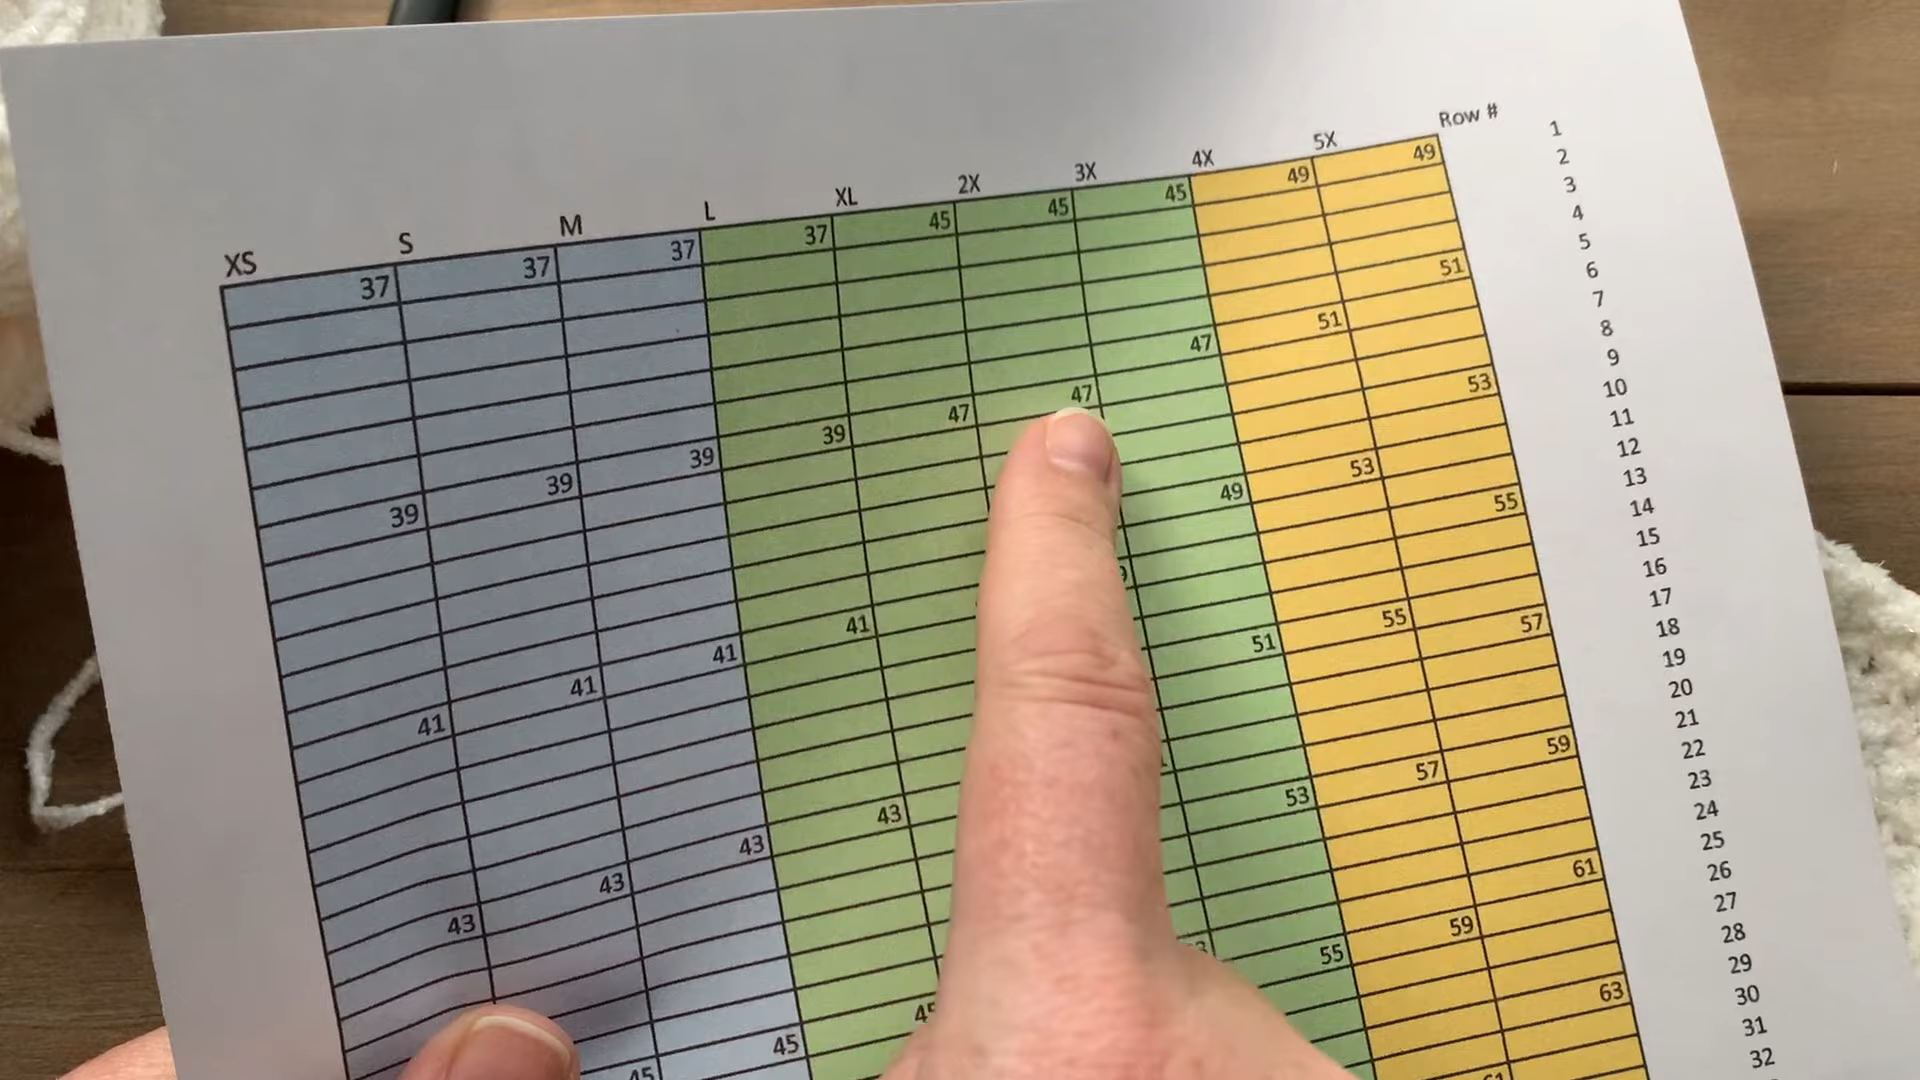 XS S M L XL 2X 3X 4X 5X Row #
37 37 37 37 45 45 45 49 49 1
2
3
4
51 5
47 51 6
39 39 39 39 47 47 7
8
53 9
10
49 53 11
12
41 41 41 41 55 13
14
15
51 55 16
57 17
18
43 43 43 43 19
20
53 57 59 21
22
23
24
45 45 45 61 25
55 59 26
27
28
63 29
30
61 31
32